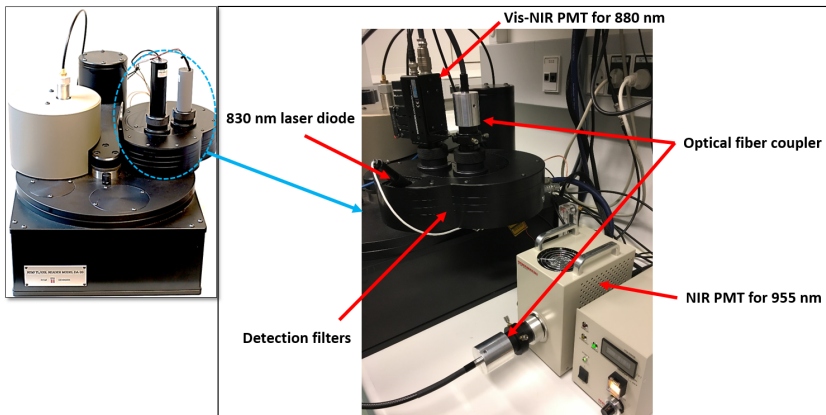 Vis-NIR PMT for 880 nm
830 nm laser diode
Optical fiber coupler
NIR PMT for 955 nm
Detection filters